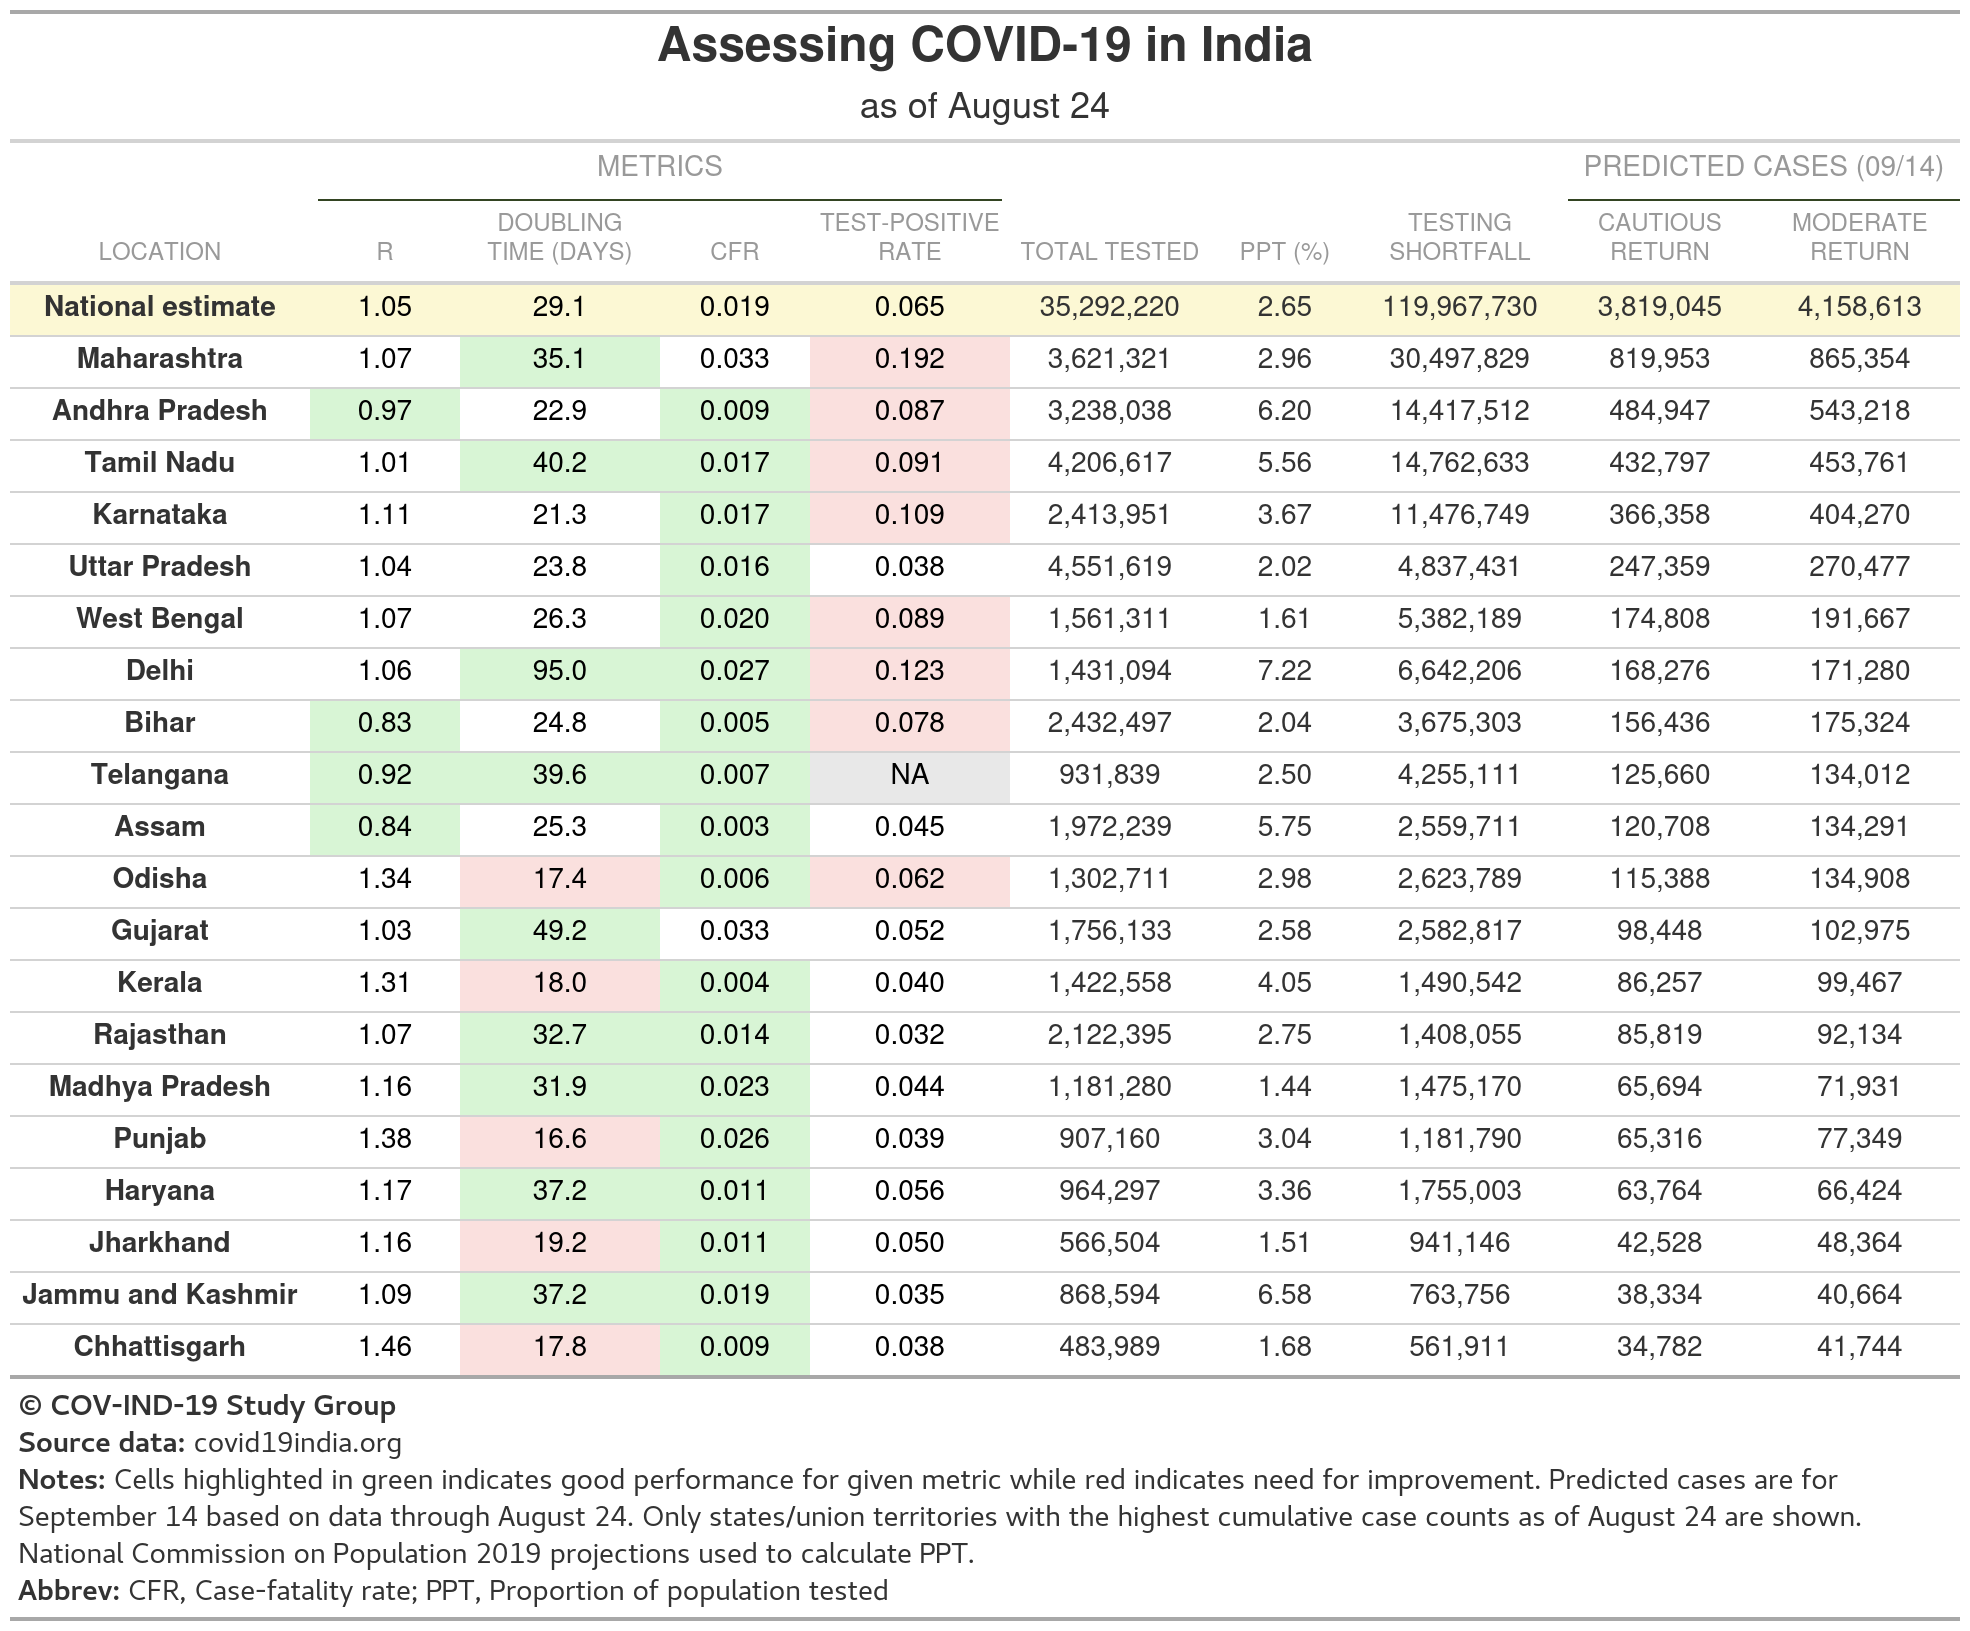 Assessing COVID-19 in India
as of August 24
METRICS PREDICTED CASES (09/14)
LOCATION R DOUBLING TIME (DAYS) CFR TEST-POSITIVE RATE TOTAL TESTED PPT (%) TESTING SHORTFALL CAUTIOUS RETURN MODERATE RETURN
National estimate 1.05 29.1 0.019 0.065 35,292,220 2.65 119,967,730 3,819,045 4,158,613
Maharashtra 1.07 35.1 0.033 0.192 3,621,321 2.96 30,497,829 819,953 865,354
Andhra Pradesh 0.97 22.9 0.009 0.087 3,238,038 6.20 14,417,512 484,947 543,218
Tamil Nadu 1.01 40.2 0.017 0.091 4,206,617 5.56 14,762,633 432,797 453,761
Karnataka 1.11 21.3 0.017 0.109 2,413,951 3.67 11,476,749 366,358 404,270
Uttar Pradesh 1.04 23.8 0.016 0.038 4,551,619 2.02 4,837,431 247,359 270,477
West Bengal 1.07 26.3 0.020 0.089 1,561,311 1.61 5,382,189 174,808 191,667
Delhi 1.06 95.0 0.027 0.123 1,431,094 7.22 6,642,206 168,276 171,280
Bihar 0.83 24.8 0.005 0.078 2,432,497 2.04 3,675,303 156,436 175,324
Telangana 0.92 39.6 0.007 NA 931,839 2.50 4,255,111 125,660 134,012
Assam 0.84 25.3 0.003 0.045 1,972,239 5.75 2,559,711 120,708 134,291
Odisha 1.34 17.4 0.006 0.062 1,302,711 2.98 2,623,789 115,388 134,908
Gujarat 1.03 49.2 0.033 0.052 1,756,133 2.58 2,582,817 98,448 102,975
Kerala 1.31 18.0 0.004 0.040 1,422,558 4.05 1,490,542 86,257 99,467
Rajasthan 1.07 32.7 0.014 0.032 2,122,395 2.75 1,408,055 85,819 92,134
Madhya Pradesh 1.16 31.9 0.023 0.044 1,181,280 1.44 1,475,170 65,694 71,931
Punjab 1.38 16.6 0.026 0.039 907,160 3.04 1,181,790 65,316 77,349
Haryana 1.17 37.2 0.011 0.056 964,297 3.36 1,755,003 63,764 66,424
Jharkhand 1.16 19.2 0.011 0.050 566,504 1.51 941,146 42,528 48,364
Jammu and Kashmir 1.09 37.2 0.019 0.035 868,594 6.58 763,756 38,334 40,664
Chhattisgarh 1.46 17.8 0.009 0.038 483,989 1.68 561,911 34,782 41,744
© COV-IND-19 Study Group
Source data: covid19india.org
Notes: Cells highlighted in green indicates good performance for given metric while red indicates need for improvement. Predicted cases are for
September 14 based on data through August 24. Only states/union territories with the highest cumulative case counts as of August 24 are shown.
National Commission on Population 2019 projections used to calculate PPT.
Abbrev: CFR, Case-fatality rate; PPT, Proportion of population tested